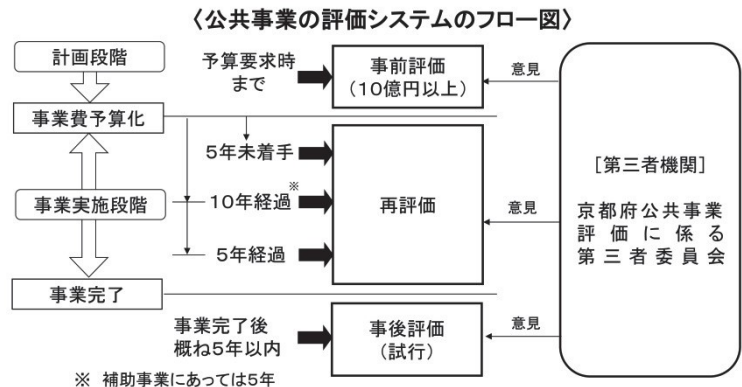 〈公共事業の評価システムのフロー図〉
計画段階
事業費予算化
事業実施段階
事業完了
予算要求時
まで
事前評価
（10億円以上）
意見
5年未着手
10年経過※
5年経過
再評価
意見
事業完了後
概ね5年以内
事後評価
（試行）
意見
［第三者機関］
京都府公共事業
評価に係る
第三者委員会
※ 補助事業にあっては5年